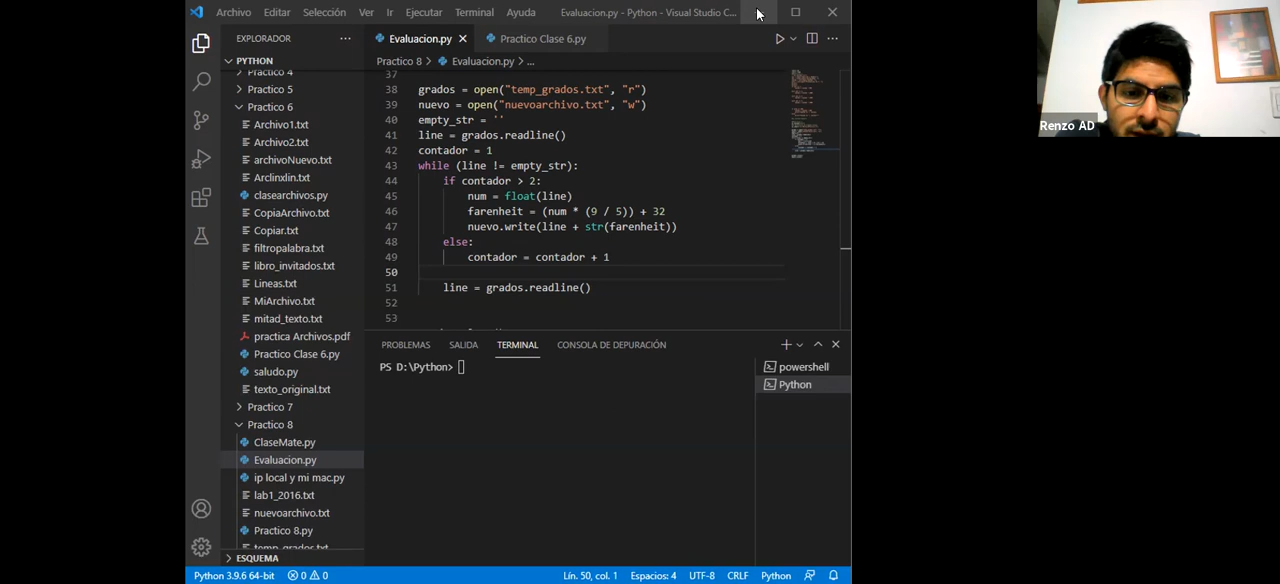 Archivo Editar Selección Ver Ir Ejecutar Terminal Ayuda Evaluacion.py - Python - Visual Studio C...
EXPLORADOR ...
PYTHON
Practico 4
Practico 5
Practico 6
Archivo1.txt
Archivo2.txt
archivoNuevo.txt
Arclinxlin.txt
clasearchivos.py
CopiaArchivo.txt
Copiar.txt
filtropalabra.txt
libro_invitados.txt
Lineas.txt
MiArchivo.txt
mitad_texto.txt
practica Archivos.pdf
Practico Clase 6.py
saludo.py
texto_original.txt
Practico 7
Practico 8
ClaseMate.py
Evaluacion.py
ip local y mi mac.py
lab1_2016.txt
nuevoarchivo.txt
Practico 8.py
temp_grados.txt
ESQUEMA
Evaluacion.py Practico Clase 6.py
Practico 8 > Evaluacion.py > ...
37
38 grados = open("temp_grados.txt", "r")
39 nuevo = open("nuevoarchivo.txt", "w")
40 empty_str = ''
41 line = grados.readline()
42 contador = 1
43 while (line != empty_str):
44 if contador > 2:
45 num = float(line)
46 farenheit = (num * (9 / 5)) + 32
47 nuevo.write(line + str(farenheit))
48 else:
49 contador = contador + 1
50
51 line = grados.readline()
52
53
PROBLEMAS SALIDA TERMINAL CONSOLA DE DEPURACIÓN
PS D:\Python>
powershell
Python
Python 3.9.6 64-bit 0 0 Lín. 50, col. 1 Espacios: 4 UTF-8 CRLF Python
Renzo AD